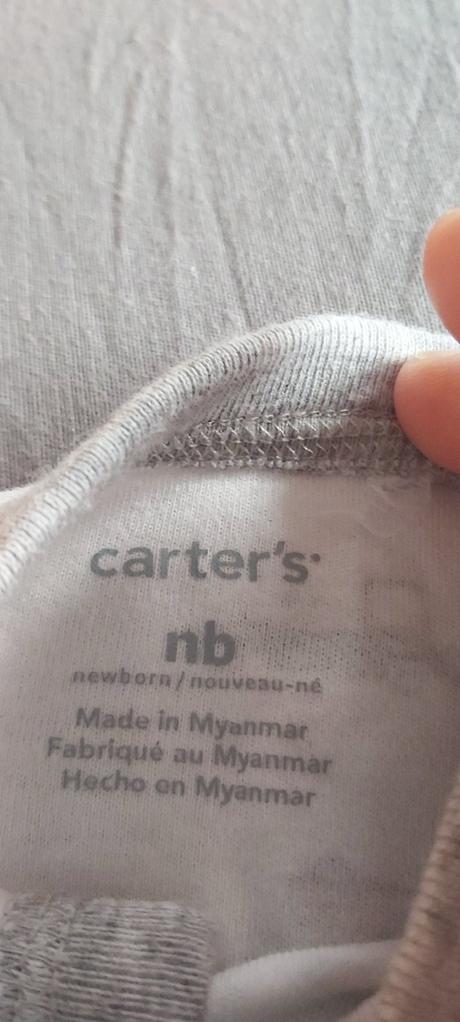 carter's
nb
newborn/nouveau-né
Made in Myanmar
Fabriqué au Myanmar
Hecho en Myanmar